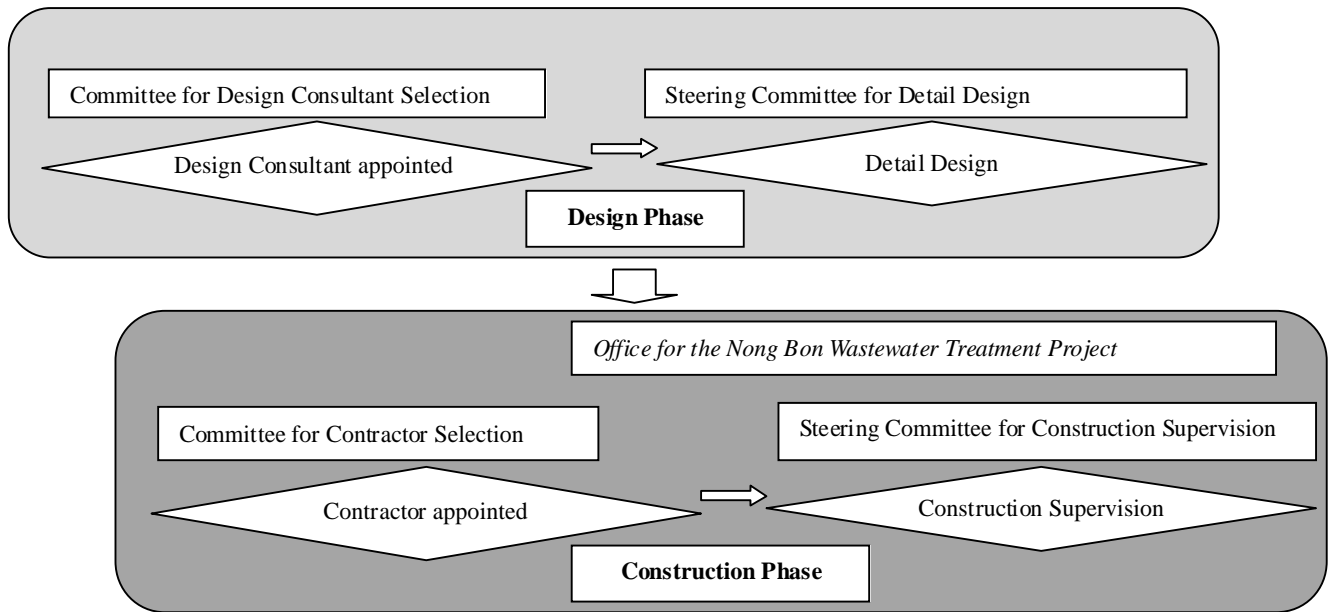 Committee for Design Consultant Selection
Steering Committee for Detail Design
Design Consultant appointed
Detail Design
Design Phase
Office for the Nong Bon Wastewater Treatment Project
Committee for Contractor Selection
Steering Committee for Construction Supervision
Contractor appointed
Construction Supervision
Construction Phase